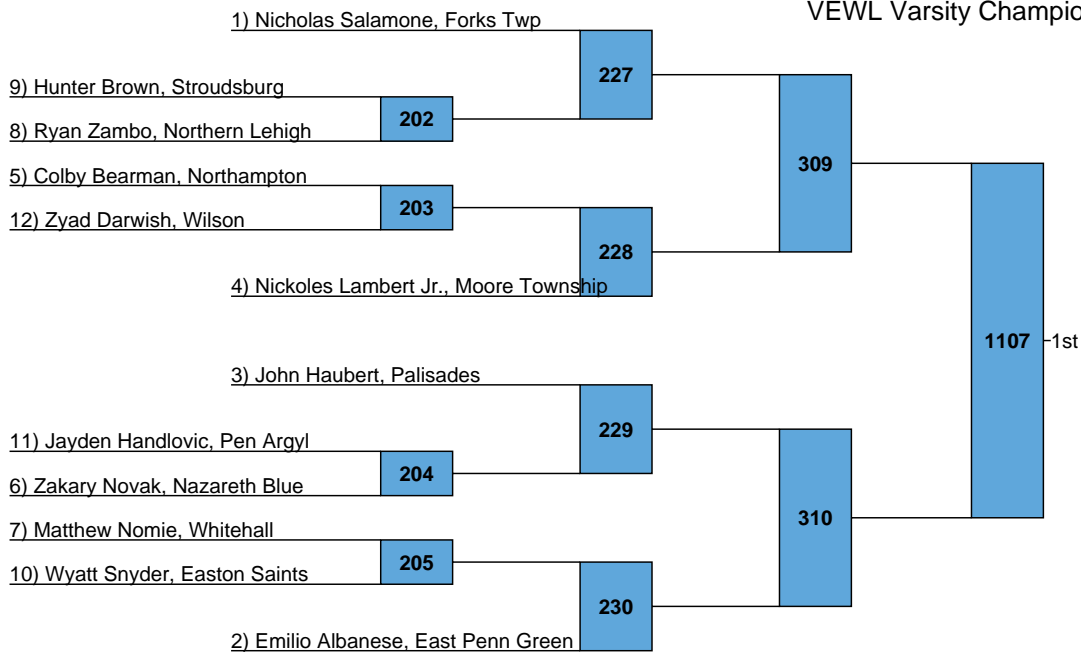 VEWL Varsity Champio
1) Nicholas Salamone, Forks Twp
227
9) Hunter Brown, Stroudsburg
202
8) Ryan Zambo, Northern Lehigh
309
5) Colby Bearman, Northampton
203
12) Zyad Darwish, Wilson
228
4) Nickoles Lambert Jr., Moore Township
1107
1st
3) John Haubert, Palisades
229
11) Jayden Handlovic, Pen Argyl
204
6) Zakary Novak, Nazareth Blue
310
7) Matthew Nomie, Whitehall
205
10) Wyatt Snyder, Easton Saints
230
2) Emilio Albanese, East Penn Green